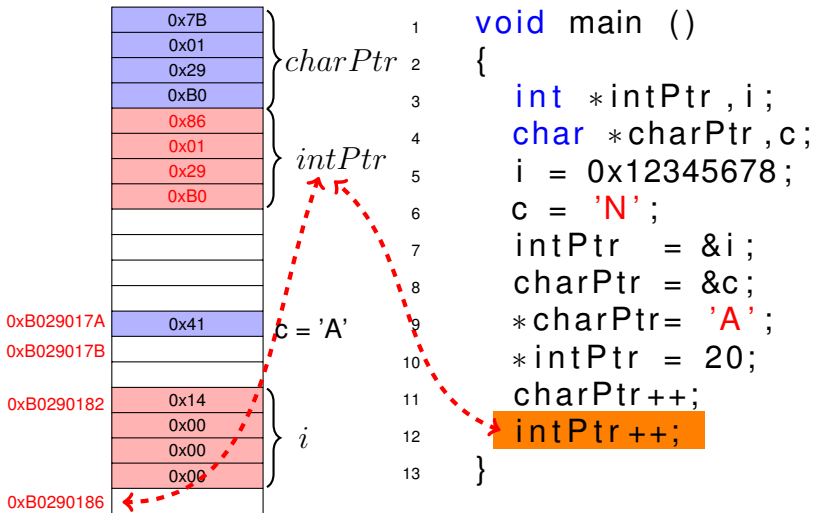 0x7B
0x01
0x29
0xB0
charPtr
0x86
0x01
0x29
0xB0
intPtr
0xB029017A
0x41
c = 'A'
0xB029017B
0xB0290182
0x14
0x00
0x00
0x00
i
0xB0290186
1 void main ()
2 {
3 int *intPtr , i ;
4 char *charPtr , c ;
5 i = 0x12345678 ;
6 c = 'N' ;
7 intPtr = &i ;
8 charPtr = &c ;
9 *charPtr= 'A' ;
10 *intPtr = 20;
11 charPtr++;
12 intPtr++;
13 }